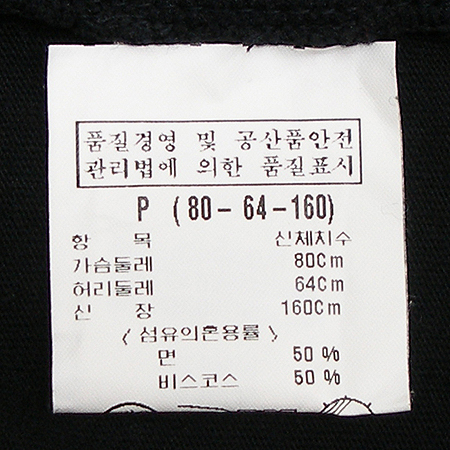 품질경영 및 공산품안전
관리법에 의한 품질표시
P (80-64-160)
항 목 신체치수
가슴둘레 80Cm
허리둘레 64Cm
신 장 160Cm
〈섬유의혼용률〉
면 50 %
비스코스 50 %